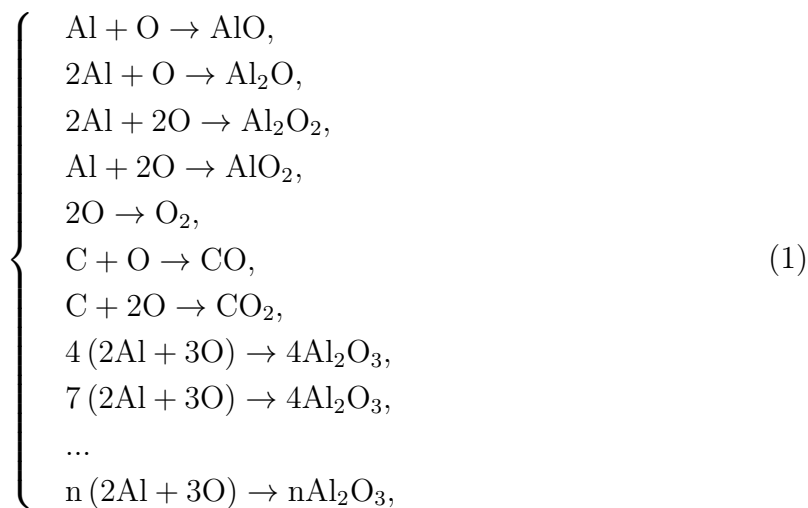 Al + O → AlO,
2Al + O → Al₂O,
2Al + 2O → Al₂O₂,
Al + 2O → AlO₂,
2O → O₂,
C + O → CO,
C + 2O → CO₂,
4 (2Al + 3O) → 4Al₂O₃,
7 (2Al + 3O) → 4Al₂O₃,
...
n (2Al + 3O) → nAl₂O₃,
(1)